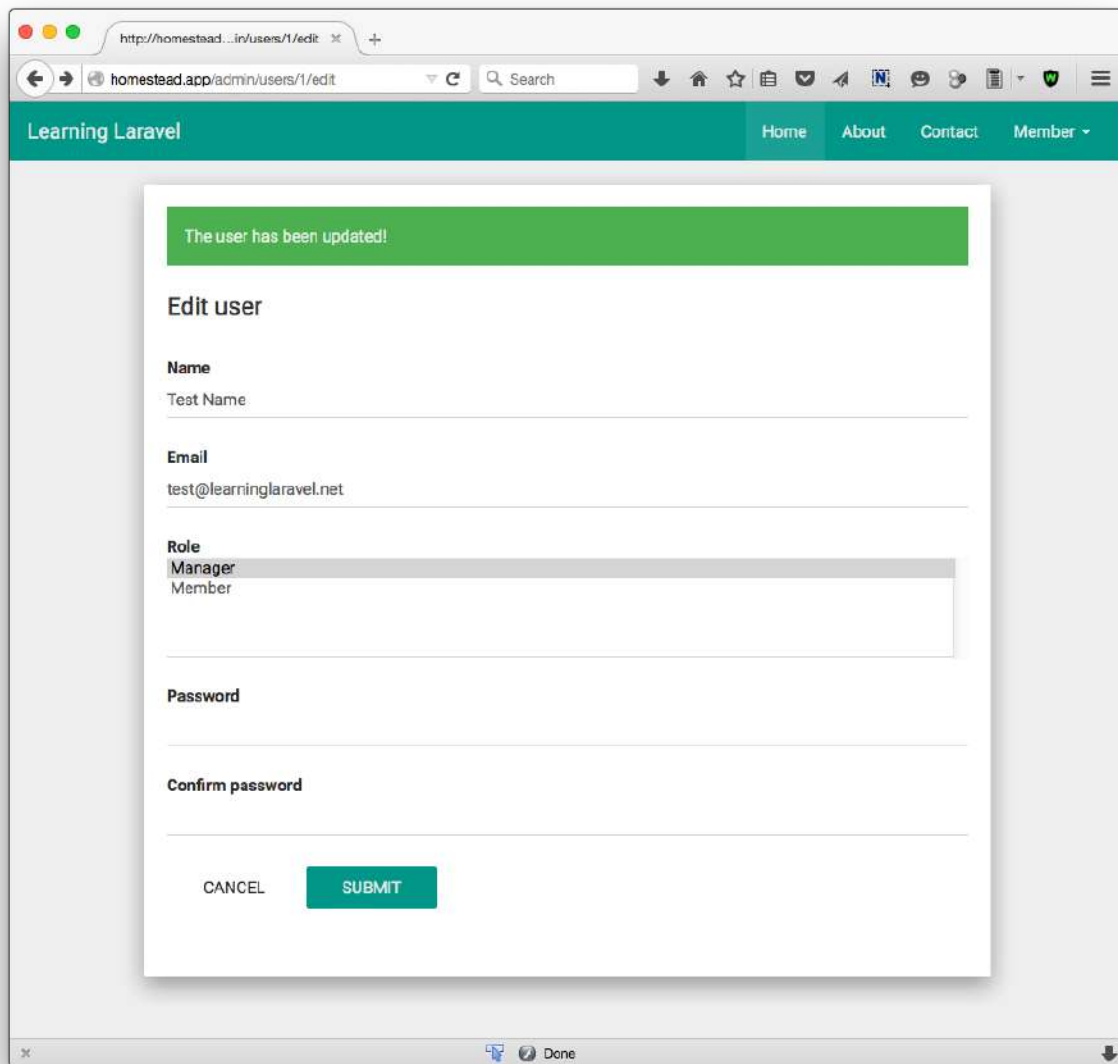 http://homestead...in/users/1/edit
homestead.app/admin/users/1/edit
Search
Learning Laravel
Home
About
Contact
Member
The user has been updated!
Edit user
Name
Test Name
Email
test@learninglaravel.net
Role
Manager
Member
Password
Confirm password
CANCEL
SUBMIT
Done